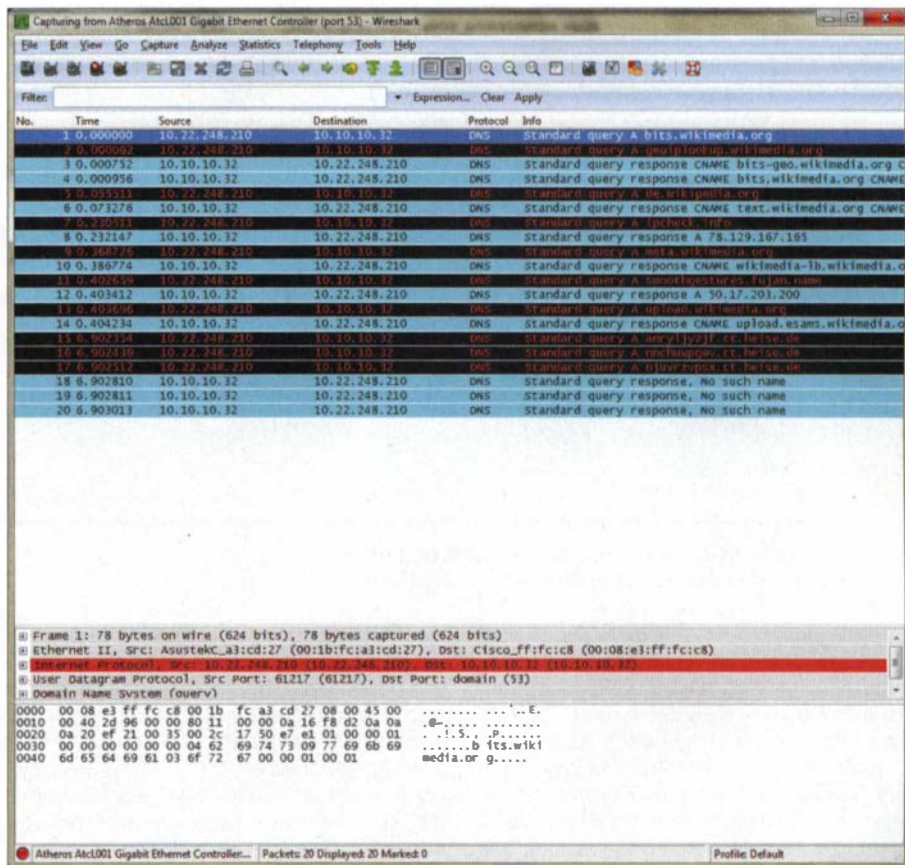 Capturing from Atheros AtcL001 Gigabit Ethernet Controller (port 53) - Wireshark
File Edit View Go Capture Analyze Statistics Telephony Tools Help
Filter: Expression... Clear Apply
No. Time Source Destination Protocol Info
1 0.000000 10.22.248.210 10.10.10.32 DNS Standard query A bits.wikimedia.org
2 0.000092 10.22.248.210 10.10.10.32 DNS Standard query A geoiplookup.wikimedia.org
3 0.000752 10.10.10.32 10.22.248.210 DNS Standard query response CNAME bits-geo.wikimedia.org C
4 0.000956 10.10.10.32 10.22.248.210 DNS Standard query response CNAME bits.wikimedia.org CNAME
5 0.055511 10.22.248.210 10.10.10.32 DNS Standard query A de.wikipedia.org
6 0.073276 10.10.10.32 10.22.248.210 DNS Standard query response CNAME text.wikimedia.org CNAME
7 0.230511 10.22.248.210 10.10.10.32 DNS Standard query A ipcheck.info
8 0.232147 10.10.10.32 10.22.248.210 DNS Standard query response A 78.129.167.165
9 0.368726 10.22.248.210 10.10.10.32 DNS Standard query A meta.wikimedia.org
10 0.386774 10.10.10.32 10.22.248.210 DNS Standard query response CNAME wikimedia-lb.wikimedia.o
11 0.402659 10.22.248.210 10.10.10.32 DNS Standard query A smoothgestures.fujan.name
12 0.403412 10.10.10.32 10.22.248.210 DNS Standard query response A 50.17.203.200
13 0.403696 10.22.248.210 10.10.10.32 DNS Standard query A upload.wikimedia.org
14 0.404234 10.10.10.32 10.22.248.210 DNS Standard query response CNAME upload.esams.wikimedia.o
15 6.902354 10.22.248.210 10.10.10.32 DNS Standard query A
16 6.902439 10.22.248.210 10.10.10.32 DNS Standard query A
17 6.902512 10.22.248.210 10.10.10.32 DNS Standard query A
18 6.902810 10.10.10.32 10.22.248.210 DNS Standard query response, No such name
19 6.902811 10.10.10.32 10.22.248.210 DNS Standard query response, No such name
20 6.903013 10.10.10.32 10.22.248.210 DNS Standard query response, No such name
Frame 1: 78 bytes on wire (624 bits), 78 bytes captured (624 bits)
Ethernet II, Src: AsustekC_a3:cd:27 (00:1b:fc:a3:cd:27), Dst: Cisco_ff:fc:c8 (00:08:e3:ff:fc:c8)
Internet Protocol, Src: 10.22.248.210 (10.22.248.210), Dst: 10.10.10.32 (10.10.10.32)
User Datagram Protocol, Src Port: 61217 (61217), Dst Port: domain (53)
Domain Name System (query)
0000 00 08 e3 ff fc c8 00 1b fc a3 cd 27 08 00 45 00 ........ ...'..E.
0010 00 40 2d 96 00 00 80 11 00 00 0a 16 f8 d2 0a 0a .@-..... ........
0020 0a 20 ef 21 00 35 00 2c 17 50 e7 e1 01 00 00 01 . .!.5., .P......
0030 00 00 00 00 00 00 04 62 69 74 73 09 77 69 6b 69 .......b its.wiki
0040 6d 65 64 69 61 03 6f 72 67 00 00 01 00 01 media.or g.....
Atheros AtcL001 Gigabit Ethernet Controller... Packets: 20 Displayed: 20 Marked: 0 Profile: Default